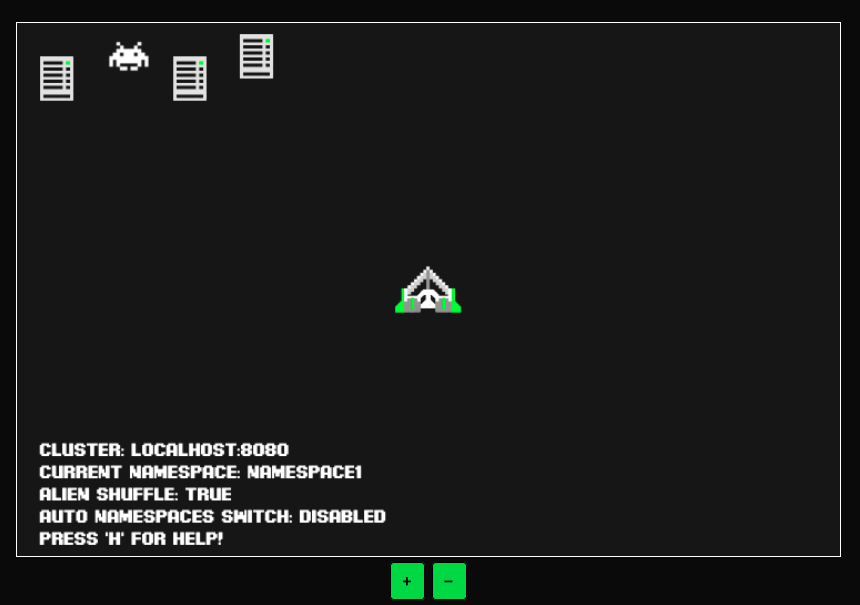 CLUSTER: LOCALHOST:8080
CURRENT NAMESPACE: NAMESPACE1
ALIEN SHUFFLE: TRUE
AUTO NAMESPACES SWITCH: DISABLED
PRESS 'H' FOR HELP!
+ -